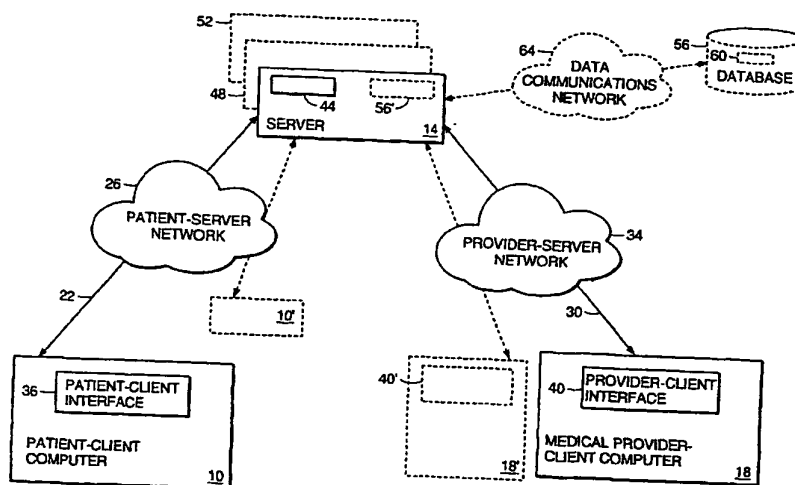 52
64
56
60
DATA
COMMUNICATIONS
NETWORK
DATABASE
48
44
56'
SERVER
14
26
PATIENT-SERVER
NETWORK
PROVIDER-SERVER
NETWORK
34
22
10'
30
36
PATIENT-CLIENT
INTERFACE
40'
40
PROVIDER-CLIENT
INTERFACE
PATIENT-CLIENT
COMPUTER
10
18'
MEDICAL PROVIDER-
CLIENT COMPUTER
18